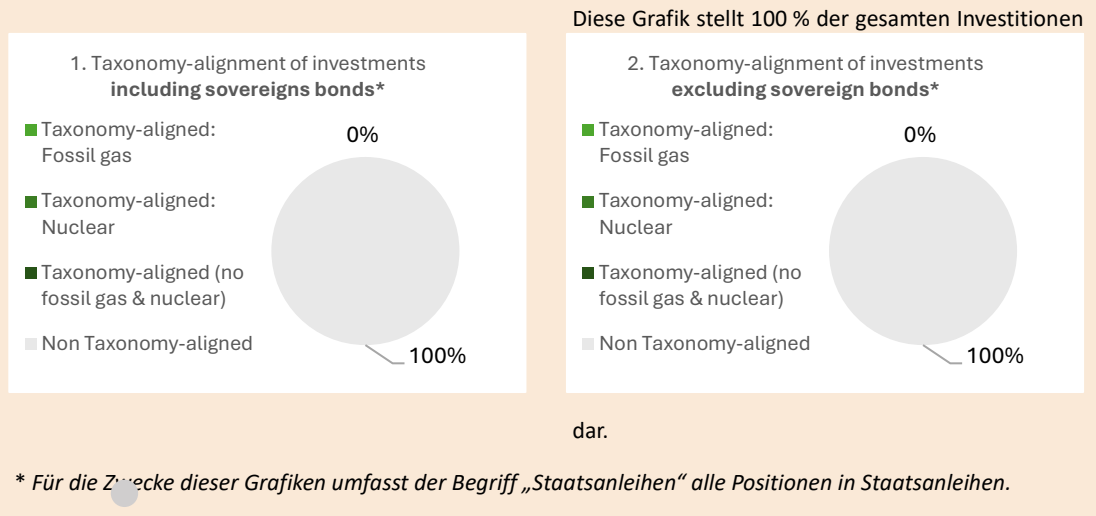 Diese Grafik stellt 100 % der gesamten Investitionen
1. Taxonomy-alignment of investments
including sovereigns bonds*
Taxonomy-aligned:
Fossil gas
Taxonomy-aligned:
Nuclear
Taxonomy-aligned (no
fossil gas & nuclear)
Non Taxonomy-aligned
0%
100%
2. Taxonomy-alignment of investments
excluding sovereign bonds*
Taxonomy-aligned:
Fossil gas
Taxonomy-aligned:
Nuclear
Taxonomy-aligned (no
fossil gas & nuclear)
Non Taxonomy-aligned
0%
100%
dar.
* Für die Zwecke dieser Grafiken umfasst der Begriff „Staatsanleihen“ alle Positionen in Staatsanleihen.